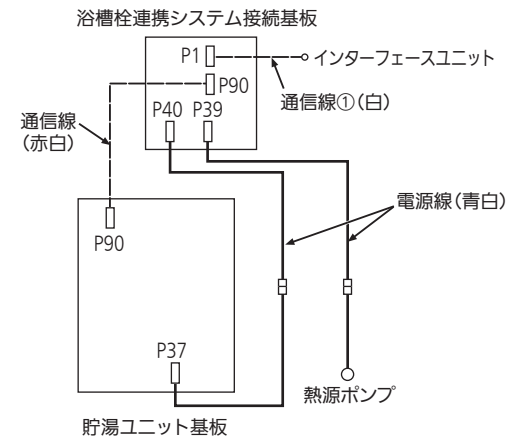 浴槽栓連携システム接続基板
P1
インターフェースユニット
P90
通信線①(白)
P40 P39
通信線
(赤白)
電源線(青白)
P90
P37
熱源ポンプ
貯湯ユニット基板